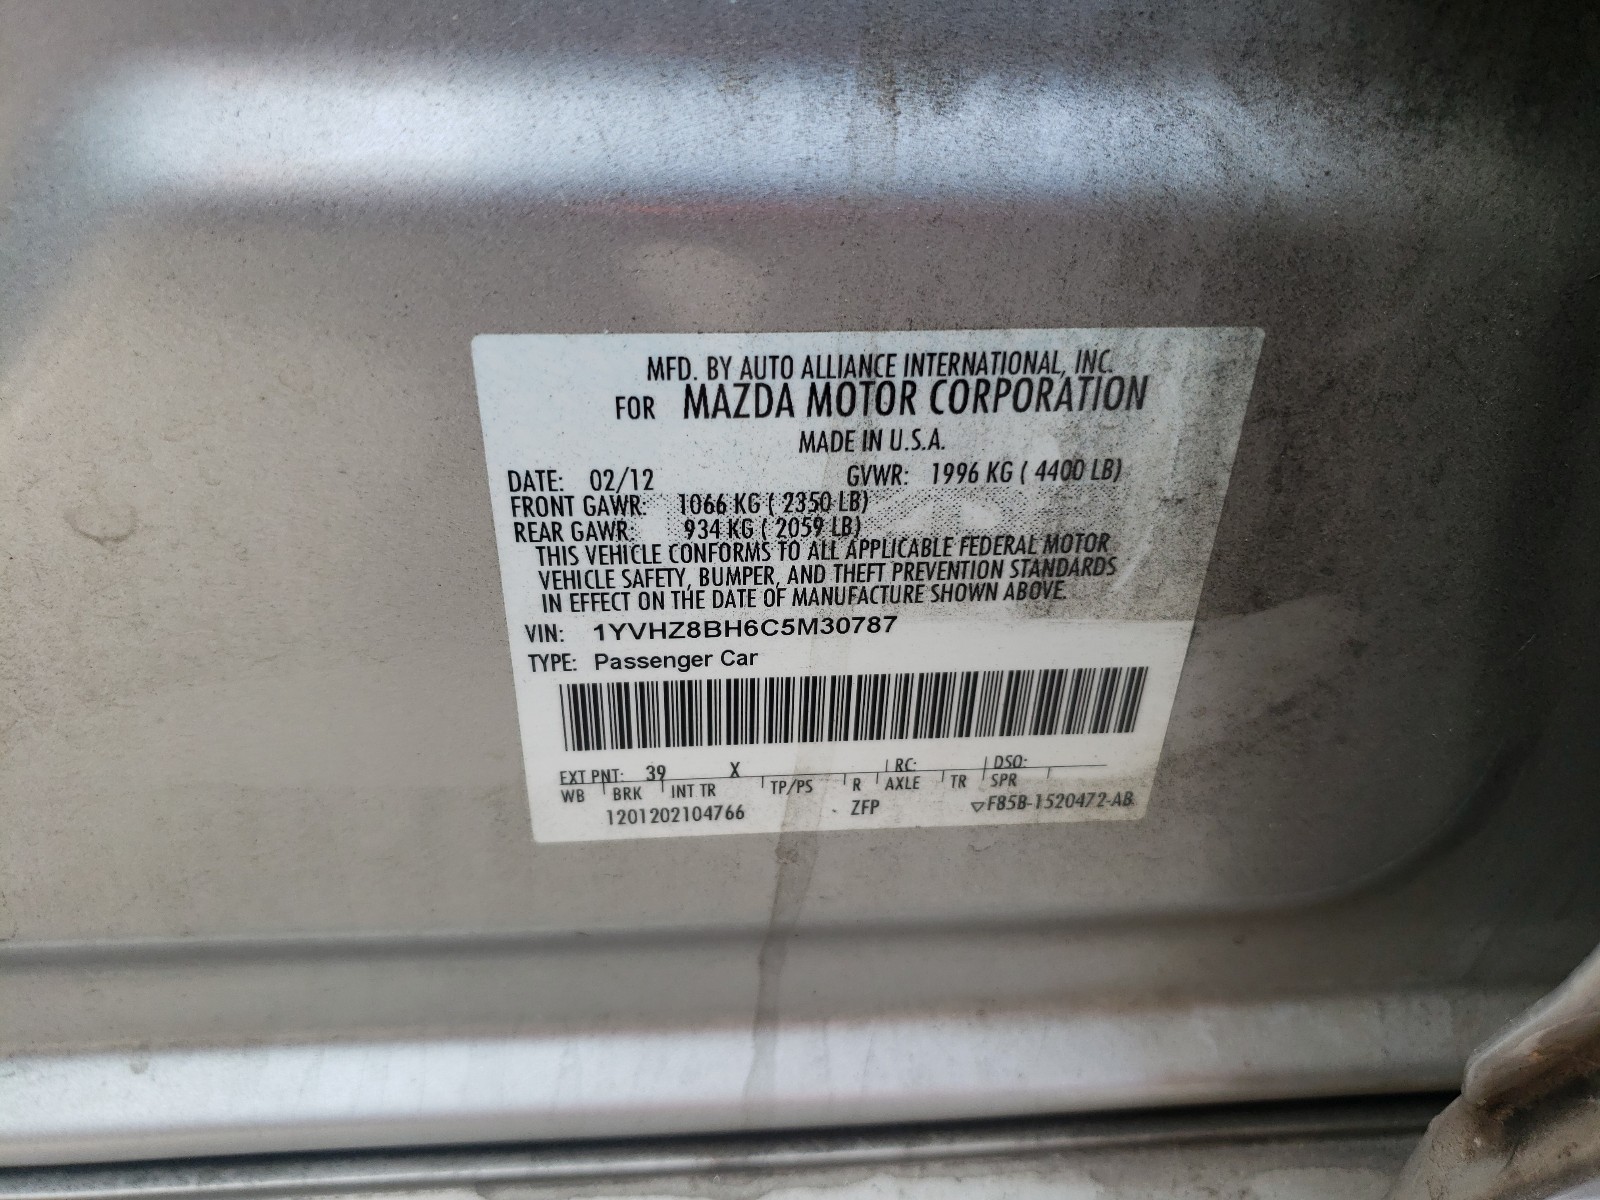 MFD. BY AUTO ALLIANCE INTERNATIONAL, INC.
FOR MAZDA MOTOR CORPORATION
MADE IN U.S.A.
DATE: 02/12 GVWR: 1996 KG ( 4400 LB)
FRONT GAWR: 1066 KG ( 2350 LB)
REAR GAWR: 934 KG ( 2059 LB)
THIS VEHICLE CONFORMS TO ALL APPLICABLE FEDERAL MOTOR
VEHICLE SAFETY, BUMPER, AND THEFT PREVENTION STANDARDS
IN EFFECT ON THE DATE OF MANUFACTURE SHOWN ABOVE.
VIN: 1YVHZ8BH6C5M30787
TYPE: Passenger Car
EXT PNT: 39 X RC: DSO:
WB BRK INT TR TP/PS R AXLE TR SPR
1201202104766 ZFP ▽F85B-1520472-AB